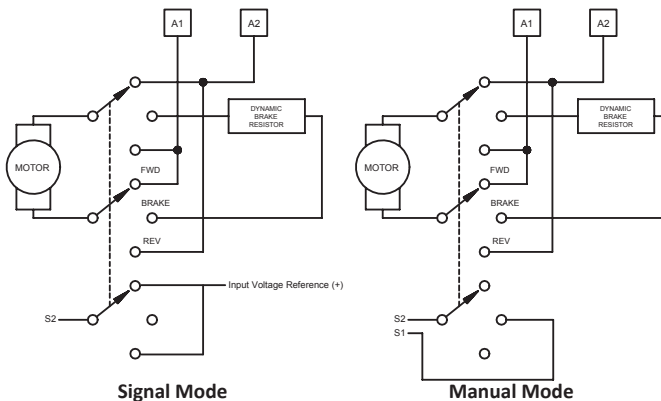 A1
A2
DYNAMIC
BRAKE
RESISTOR
MOTOR
FWD
BRAKE
REV
Input Voltage Reference (+)
S2
Signal Mode
A1
A2
DYNAMIC
BRAKE
RESISTOR
MOTOR
FWD
BRAKE
REV
S2
S1
Manual Mode